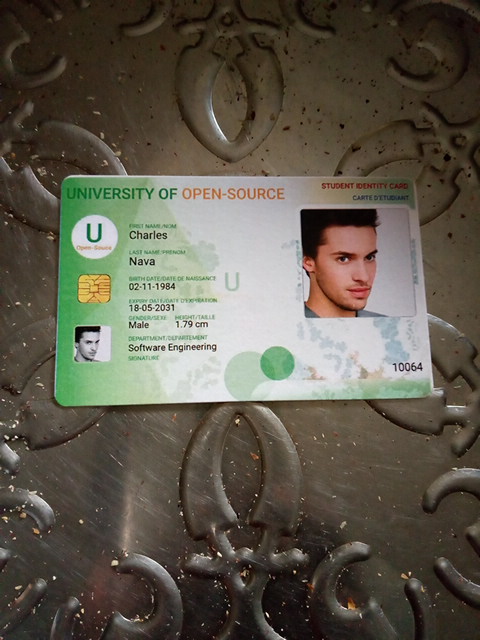 UNIVERSITY OF OPEN-SOURCE
STUDENT IDENTITY CARD
CARTE D'ETUDIANT
U
Open-Source
FIRST NAME/NOM
Charles
LAST NAME/PRENOM
Nava
BIRTH DATE/DATE DE NAISSANCE
02-11-1984
EXPIRY DATE/DATE D'EXPIRATION
18-05-2031
GENDER/SEXE HEIGHT/TAILLE
Male 1.79 cm
DEPARTMENT/DEPARTEMENT
Software Engineering
SIGNATURE
U
10064